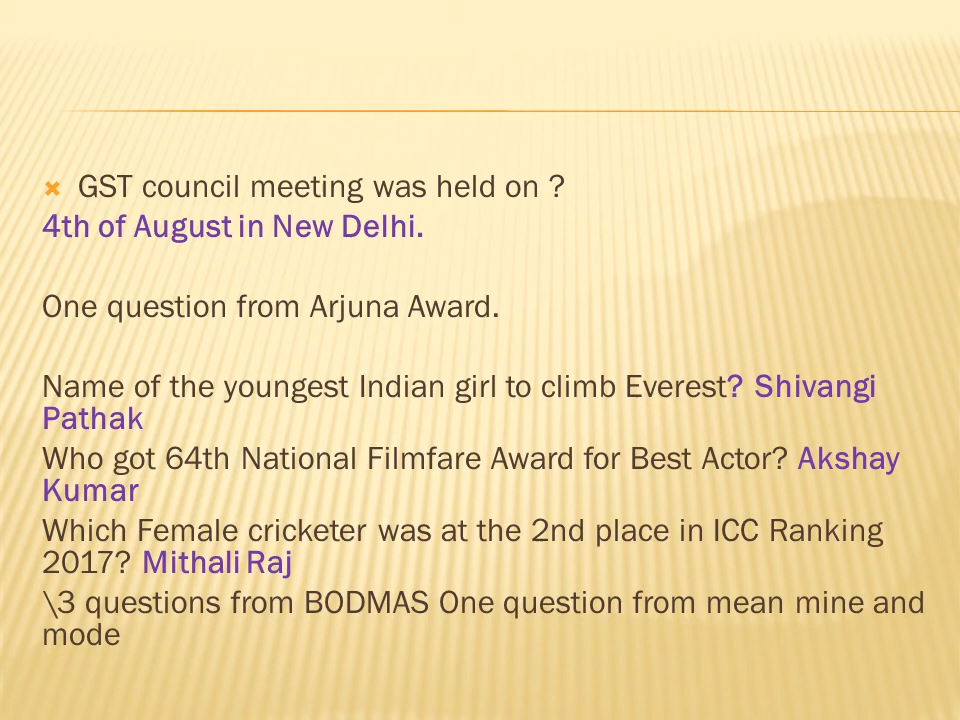 GST council meeting was held on ?
4th of August in New Delhi.
One question from Arjuna Award.
Name of the youngest Indian girl to climb Everest? Shivangi
Pathak
Who got 64th National Filmfare Award for Best Actor? Akshay
Kumar
Which Female cricketer was at the 2nd place in ICC Ranking
2017? Mithali Raj
\3 questions from BODMAS One question from mean mine and
mode